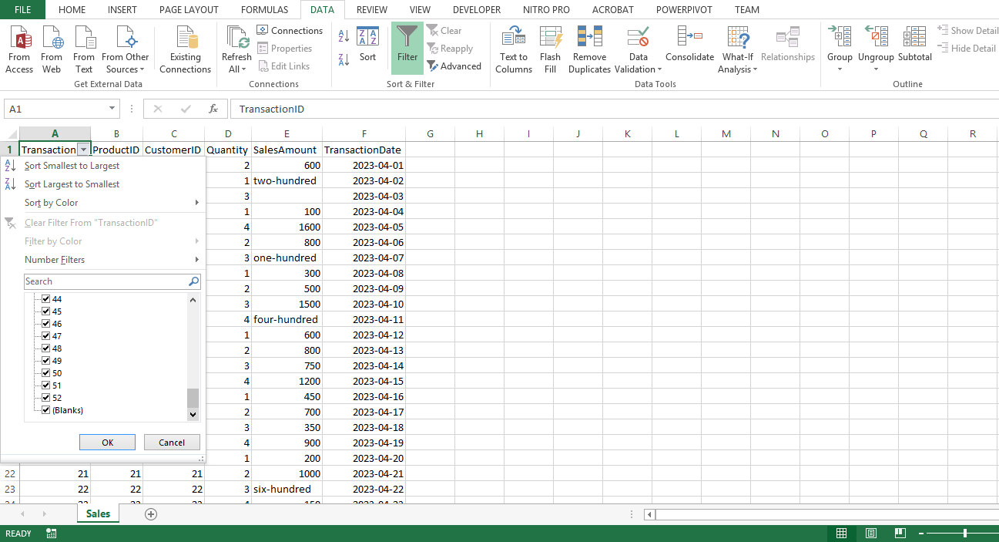 FILE HOME INSERT PAGE LAYOUT FORMULAS DATA REVIEW VIEW DEVELOPER NITRO PRO ACROBAT POWERPIVOT TEAM
From Access From Web From Text From Other Sources Existing Connections Refresh All Connections Properties Edit Links Sort Filter Clear Reapply Advanced Text to Columns Flash Fill Remove Duplicates Data Validation Consolidate What-If Analysis Relationships Group Ungroup Subtotal Show Detail Hide Detail
Get External Data Connections Sort & Filter Data Tools Outline
A1 fx TransactionID
A B C D E F G H I J K L M N O P Q R
1 Transaction ProductID CustomerID Quantity SalesAmount TransactionDate
Sort Smallest to Largest
Sort Largest to Smallest
Sort by Color
Clear Filter From "TransactionID"
Filter by Color
Number Filters
Search
44
45
46
47
48
49
50
51
52
(Blanks)
OK Cancel
2 600 2023-04-01
1 two-hundred 2023-04-02
3 2023-04-03
1 100 2023-04-04
4 1600 2023-04-05
2 800 2023-04-06
3 one-hundred 2023-04-07
1 300 2023-04-08
2 500 2023-04-09
3 1500 2023-04-10
4 four-hundred 2023-04-11
1 600 2023-04-12
2 800 2023-04-13
3 750 2023-04-14
4 1200 2023-04-15
1 450 2023-04-16
2 700 2023-04-17
3 350 2023-04-18
4 900 2023-04-19
1 200 2023-04-20
22 21 21 21 2 1000 2023-04-21
23 22 22 22 3 six-hundred 2023-04-22
Sales
READY